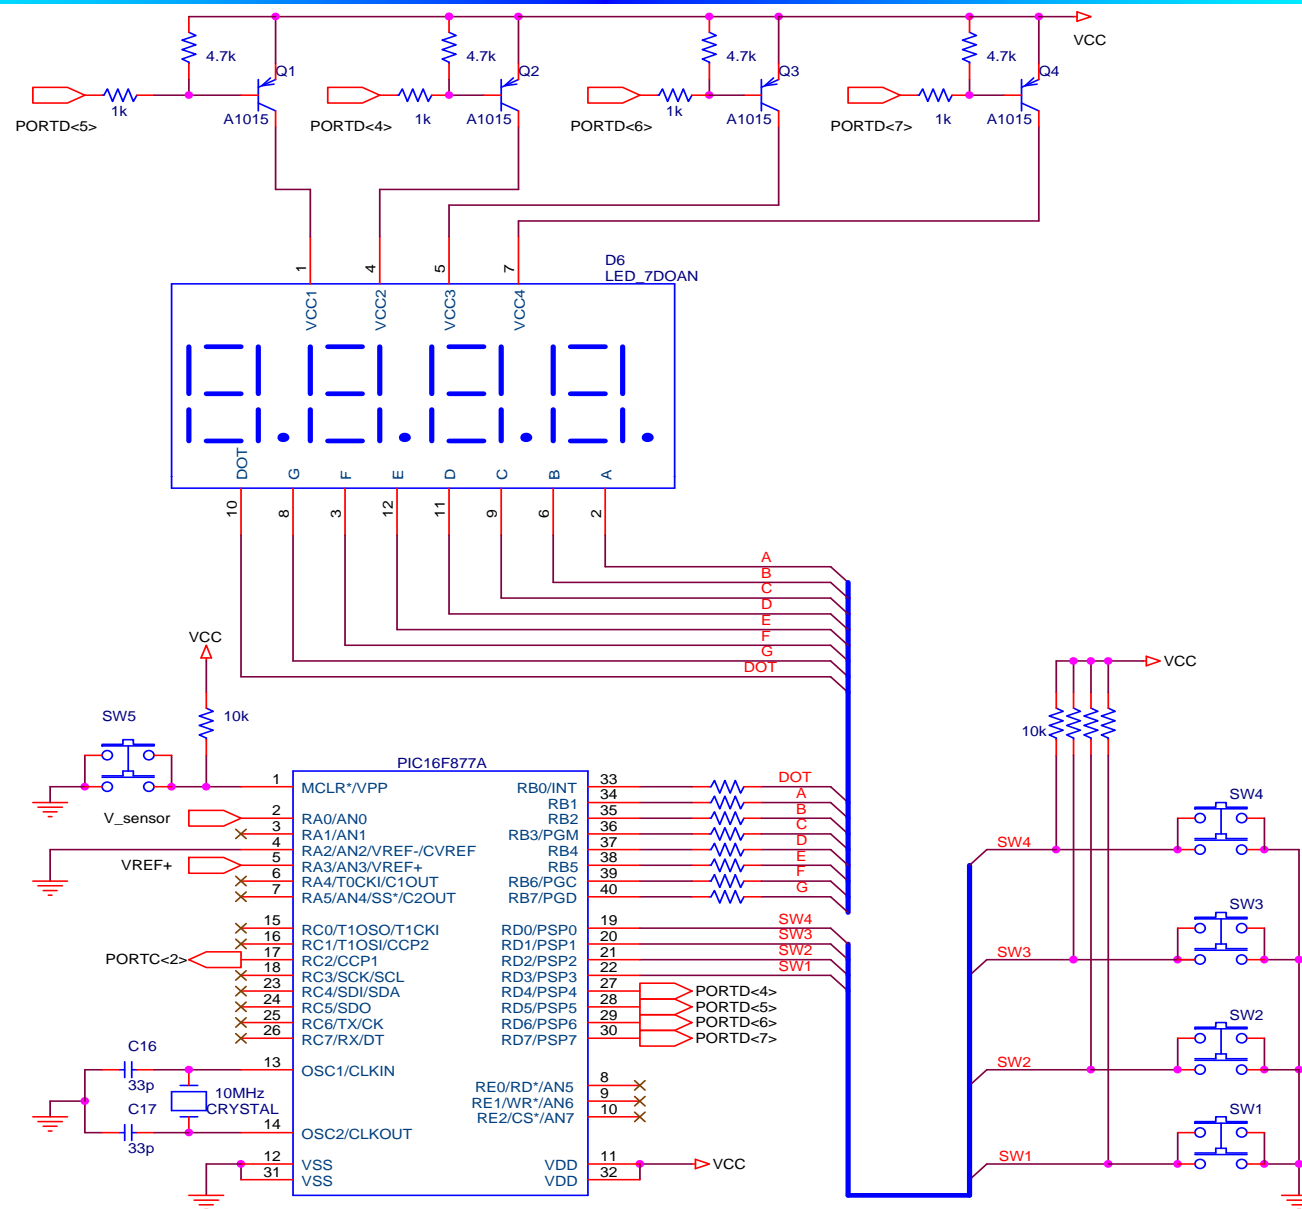 VCC
4.7k
4.7k
4.7k
4.7k
Q1
Q2
Q3
Q4
1k
1k
1k
1k
A1015
A1015
A1015
A1015
PORTD<5>
PORTD<4>
PORTD<6>
PORTD<7>
D6
LED_7DOAN
1
4
5
7
VCC1
VCC2
VCC3
VCC4
DOT
G
F
E
D
C
B
A
10
8
3
12
11
9
6
2
A
B
C
D
E
F
G
DOT
VCC
10k
SW5
VCC
10k
PIC16F877A
1 MCLR*/VPP
2 RA0/AN0
3 RA1/AN1
4 RA2/AN2/VREF-/CVREF
5 RA3/AN3/VREF+
6 RA4/T0CKI/C1OUT
7 RA5/AN4/SS*/C2OUT
15 RC0/T1OSO/T1CKI
16 RC1/T1OSI/CCP2
17 RC2/CCP1
18 RC3/SCK/SCL
23 RC4/SDI/SDA
24 RC5/SDO
25 RC6/TX/CK
26 RC7/RX/DT
13 OSC1/CLKIN
14 OSC2/CLKOUT
12 VSS
31 VSS
V_sensor
VREF+
PORTC<2>
C16
33p
C17
33p
10MHz
CRYSTAL
RB0/INT 33 DOT
RB1 34 A
RB2 35 B
RB3/PGM 36 C
RB4 37 D
RB5 38 E
RB6/PGC 39 F
RB7/PGD 40 G
RD0/PSP0 19 SW4
RD1/PSP1 20 SW3
RD2/PSP2 21 SW2
RD3/PSP3 22 SW1
RD4/PSP4 27 PORTD<4>
RD5/PSP5 28 PORTD<5>
RD6/PSP6 29 PORTD<6>
RD7/PSP7 30 PORTD<7>
RE0/RD*/AN5 8
RE1/WR*/AN6 9
RE2/CS*/AN7 10
VDD 11 VCC
VDD 32
SW4
SW4
SW3
SW3
SW2
SW2
SW1
SW1